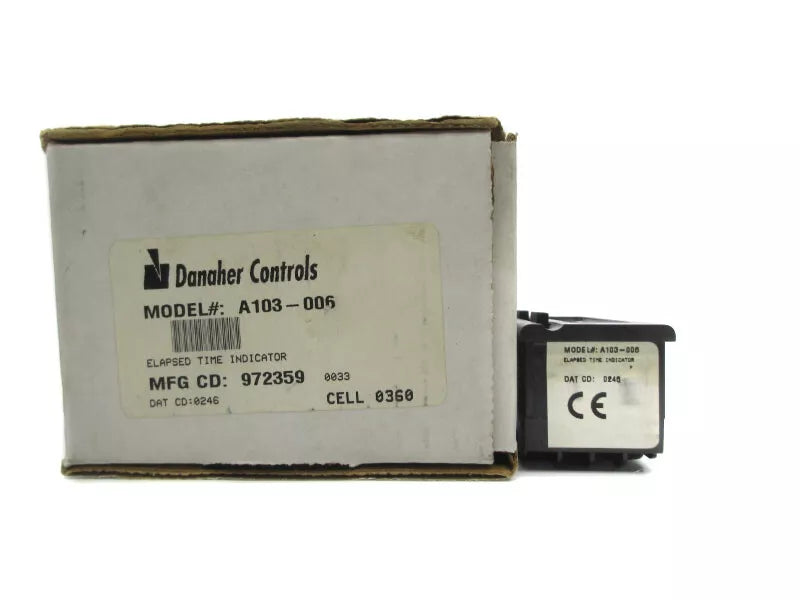 Danaher Controls
MODEL#: A103-006
ELAPSED TIME INDICATOR
MFG CD: 972359 0033
DAT CD:0246 CELL 0360
MODEL#: A103-006
ELAPSED TIME INDICATOR
DAT CD: 0246
CE